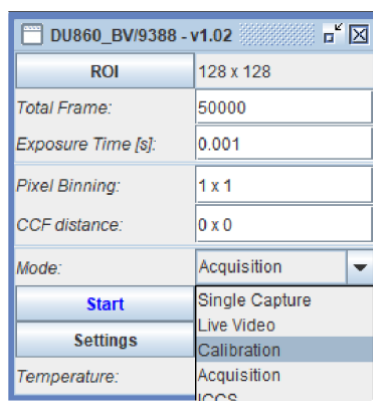 DU860_BV/9388 - v1.02
ROI 128 x 128
Total Frame: 50000
Exposure Time [s]: 0.001
Pixel Binning: 1 x 1
CCF distance: 0 x 0
Mode: Acquisition
Start Single Capture
Live Video
Settings Calibration
Temperature: Acquisition
ICCS